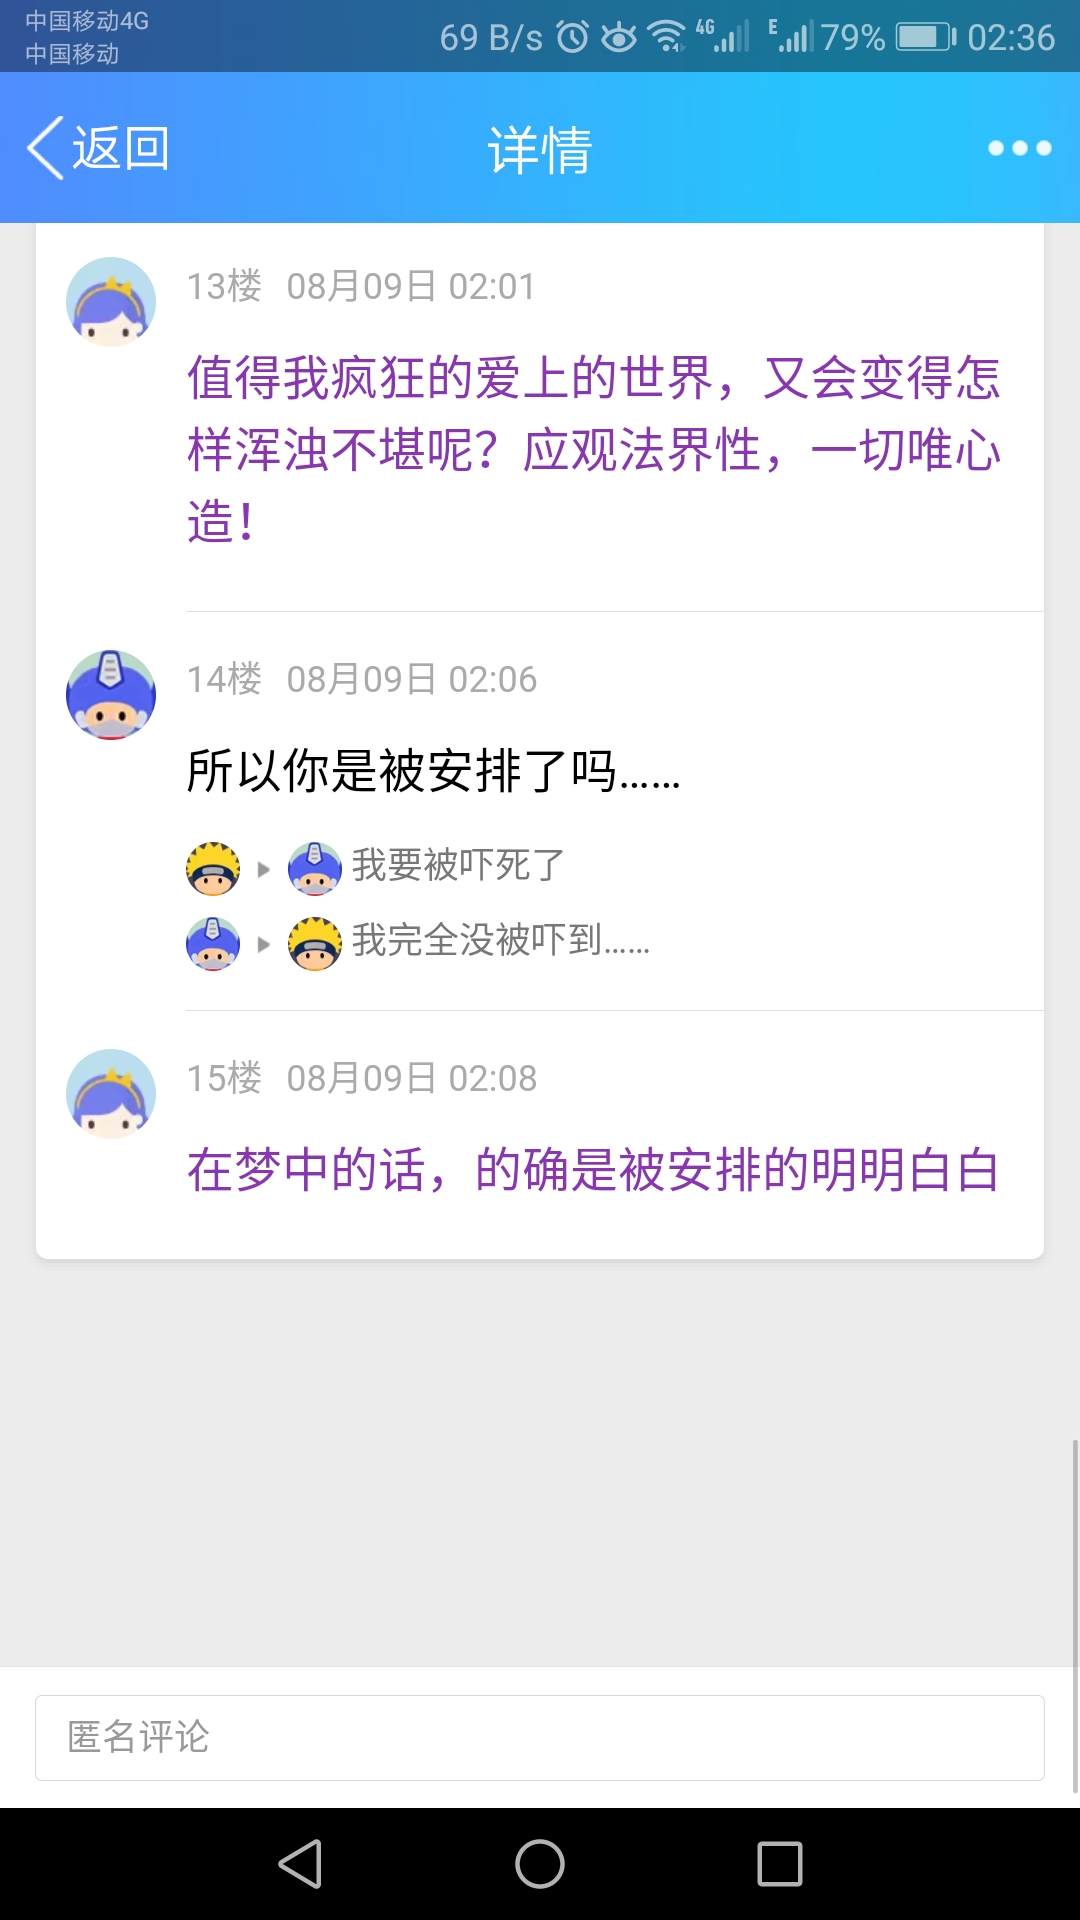 中国移动4G
中国移动
69 B/s 4G E 79% 02:36
返回 详情
13楼 08月09日 02:01
值得我疯狂的爱上的世界，又会变得怎
样浑浊不堪呢？应观法界性，一切唯心
造！
14楼 08月09日 02:06
所以你是被安排了吗……
我要被吓死了
我完全没被吓到……
15楼 08月09日 02:08
在梦中的话，的确是被安排的明明白白
匿名评论